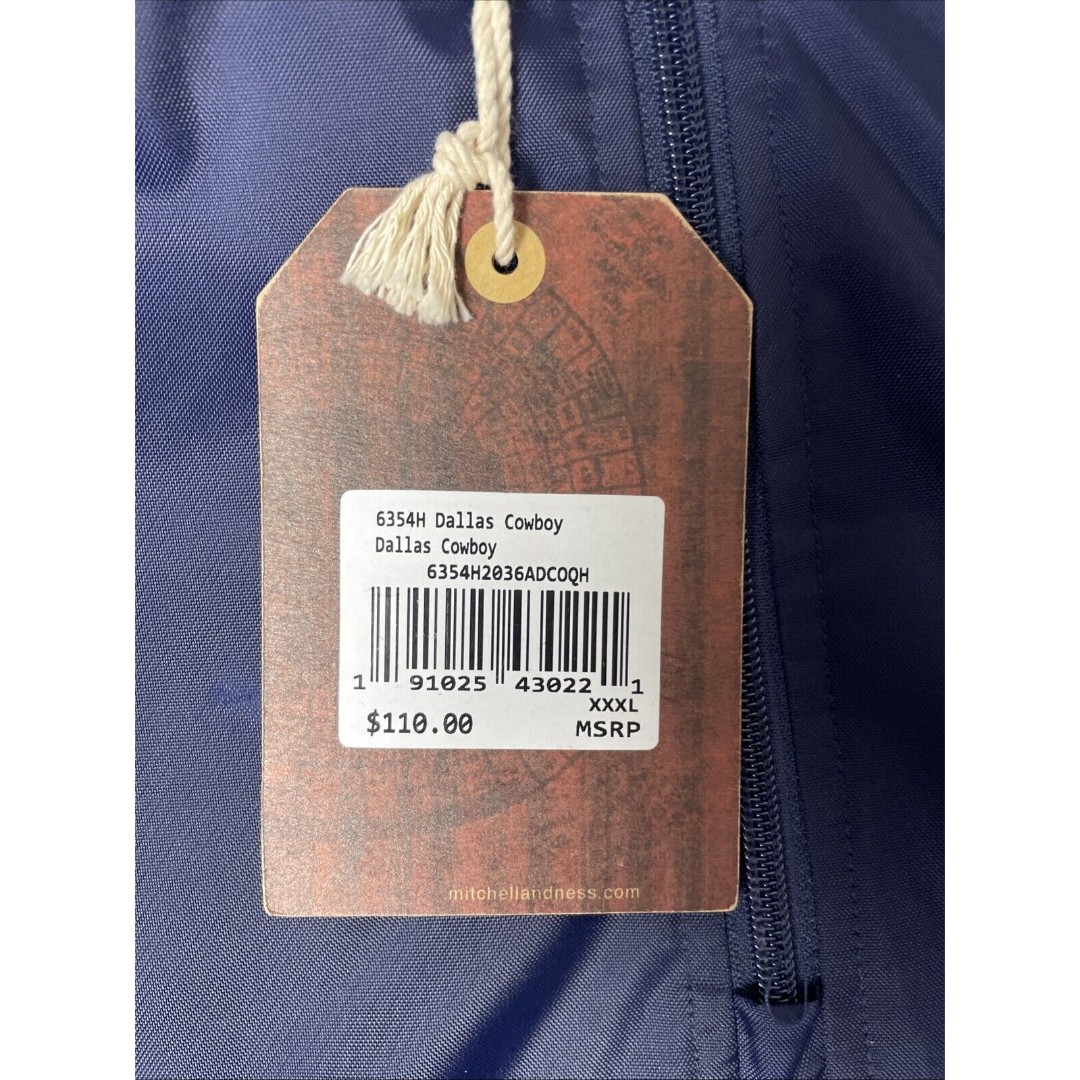 6354H Dallas Cowboy
Dallas Cowboy
6354H2036ADCOQH
1 91025 43022 1
XXXL
$110.00 MSRP
mitchellandness.com